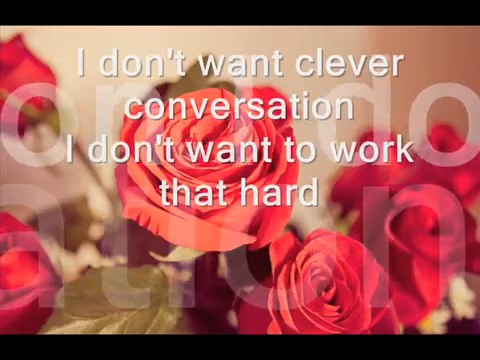 I don't want clever
conversation
I don't want to work
that hard